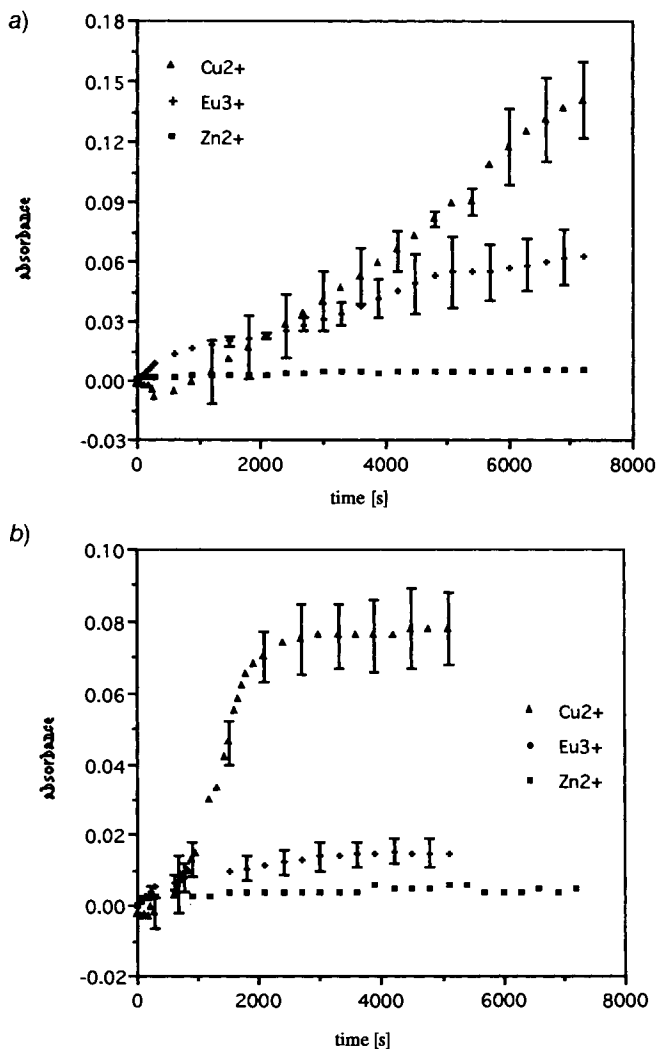 a)
0.18
0.15
0.12
0.09
0.06
0.03
0.00
-0.03
absorbance
Cu2+
Eu3+
Zn2+
0
2000
4000
6000
8000
time [s]
b)
0.10
0.08
0.06
0.04
0.02
0.00
-0.02
absorbance
Cu2+
Eu3+
Zn2+
0
2000
4000
6000
8000
time [s]